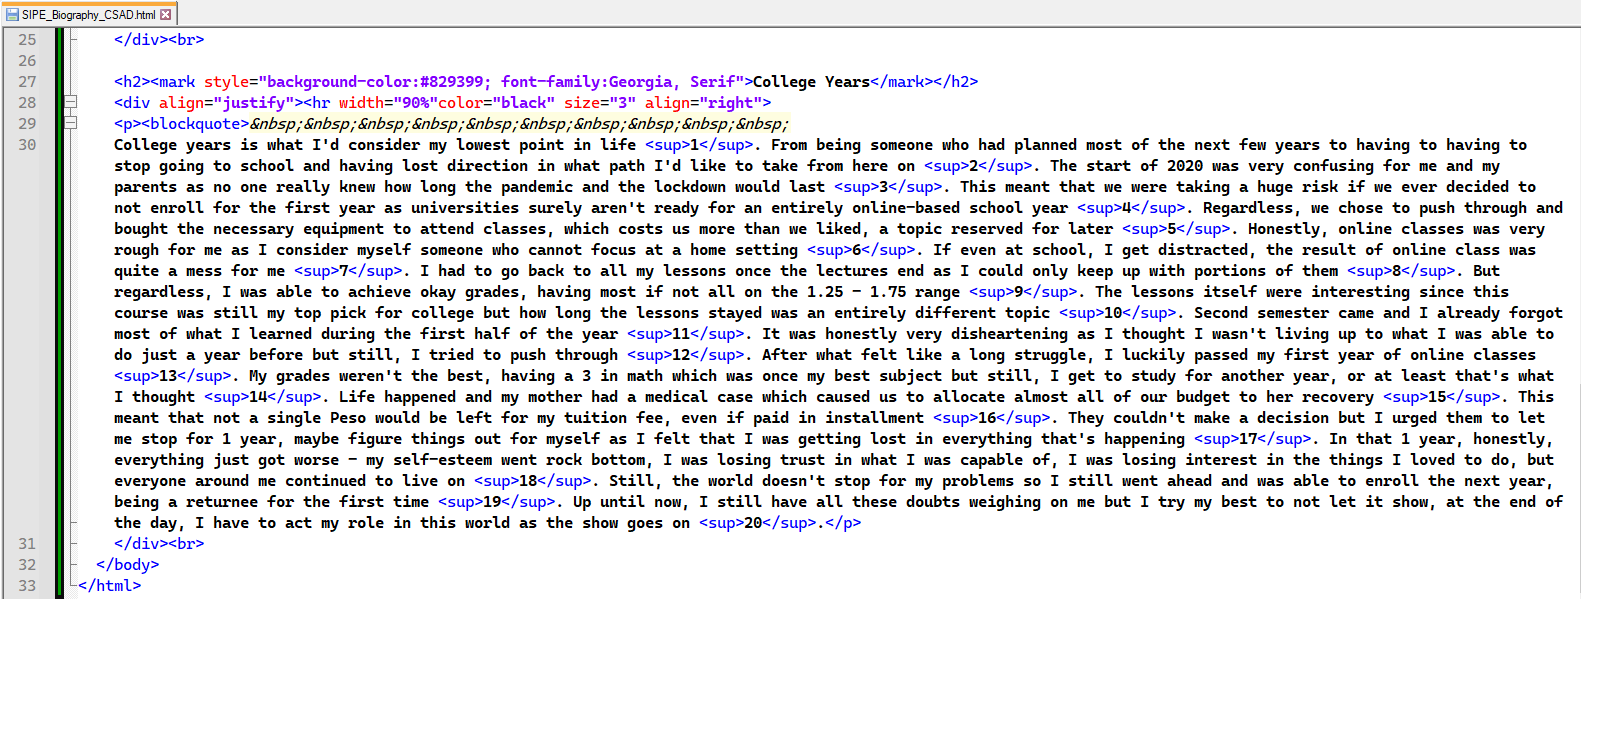 SIPE_Biography_CSAD.html
25 </div><br>
26
27 <h2><mark style="background-color:#829399; font-family:Georgia, Serif">College Years</mark></h2>
28 <div align="justify"><hr width="90%"color="black" size="3" align="right">
29 <p><blockquote>&nbsp;&nbsp;&nbsp;&nbsp;&nbsp;&nbsp;&nbsp;&nbsp;&nbsp;&nbsp;
30 College years is what I'd consider my lowest point in life <sup>1</sup>. From being someone who had planned most of the next few years to having to having to
stop going to school and having lost direction in what path I'd like to take from here on <sup>2</sup>. The start of 2020 was very confusing for me and my
parents as no one really knew how long the pandemic and the lockdown would last <sup>3</sup>. This meant that we were taking a huge risk if we ever decided to
not enroll for the first year as universities surely aren't ready for an entirely online-based school year <sup>4</sup>. Regardless, we chose to push through and
bought the necessary equipment to attend classes, which costs us more than we liked, a topic reserved for later <sup>5</sup>. Honestly, online classes was very
rough for me as I consider myself someone who cannot focus at a home setting <sup>6</sup>. If even at school, I get distracted, the result of online class was
quite a mess for me <sup>7</sup>. I had to go back to all my lessons once the lectures end as I could only keep up with portions of them <sup>8</sup>. But
regardless, I was able to achieve okay grades, having most if not all on the 1.25 - 1.75 range <sup>9</sup>. The lessons itself were interesting since this
course was still my top pick for college but how long the lessons stayed was an entirely different topic <sup>10</sup>. Second semester came and I already forgot
most of what I learned during the first half of the year <sup>11</sup>. It was honestly very disheartening as I thought I wasn't living up to what I was able to
do just a year before but still, I tried to push through <sup>12</sup>. After what felt like a long struggle, I luckily passed my first year of online classes
<sup>13</sup>. My grades weren't the best, having a 3 in math which was once my best subject but still, I get to study for another year, or at least that's what
I thought <sup>14</sup>. Life happened and my mother had a medical case which caused us to allocate almost all of our budget to her recovery <sup>15</sup>. This
meant that not a single Peso would be left for my tuition fee, even if paid in installment <sup>16</sup>. They couldn't make a decision but I urged them to let
me stop for 1 year, maybe figure things out for myself as I felt that I was getting lost in everything that's happening <sup>17</sup>. In that 1 year, honestly,
everything just got worse - my self-esteem went rock bottom, I was losing trust in what I was capable of, I was losing interest in the things I loved to do, but
everyone around me continued to live on <sup>18</sup>. Still, the world doesn't stop for my problems so I still went ahead and was able to enroll the next year,
being a returnee for the first time <sup>19</sup>. Up until now, I still have all these doubts weighing on me but I try my best to not let it show, at the end of
the day, I have to act my role in this world as the show goes on <sup>20</sup>.</p>
31 </div><br>
32 </body>
33 </html>